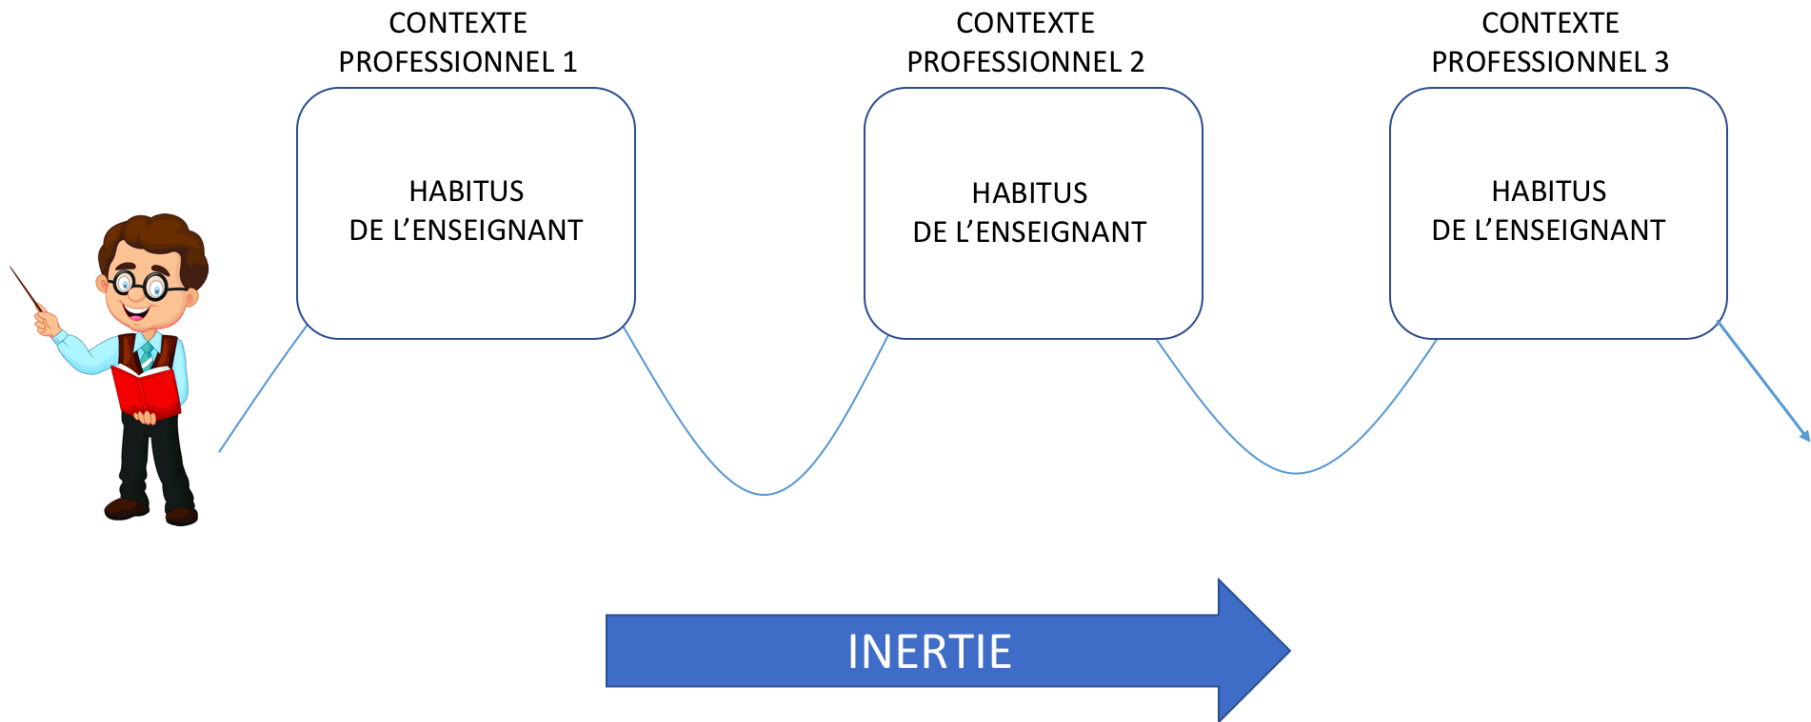 CONTEXTE
PROFESSIONNEL 1
CONTEXTE
PROFESSIONNEL 2
CONTEXTE
PROFESSIONNEL 3
HABITUS
DE L’ENSEIGNANT
HABITUS
DE L’ENSEIGNANT
HABITUS
DE L’ENSEIGNANT
INERTIE